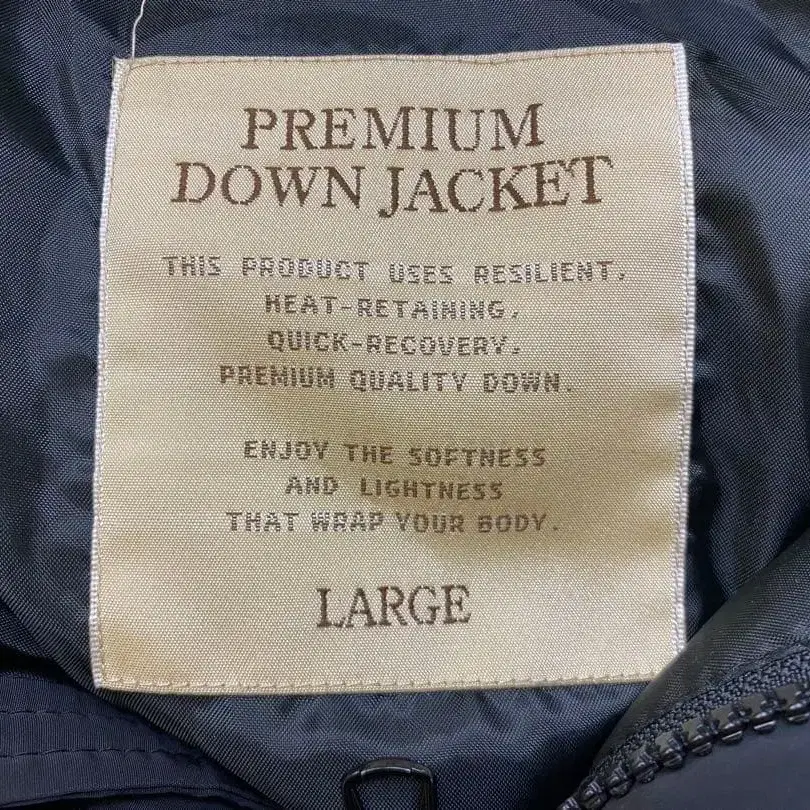 PREMIUM
DOWN JACKET
THIS PRODUCT USES RESILIENT,
HEAT-RETAINING,
QUICK-RECOVERY,
PREMIUM QUALITY DOWN.
ENJOY THE SOFTNESS
AND LIGHTNESS
THAT WRAP YOUR BODY.
LARGE